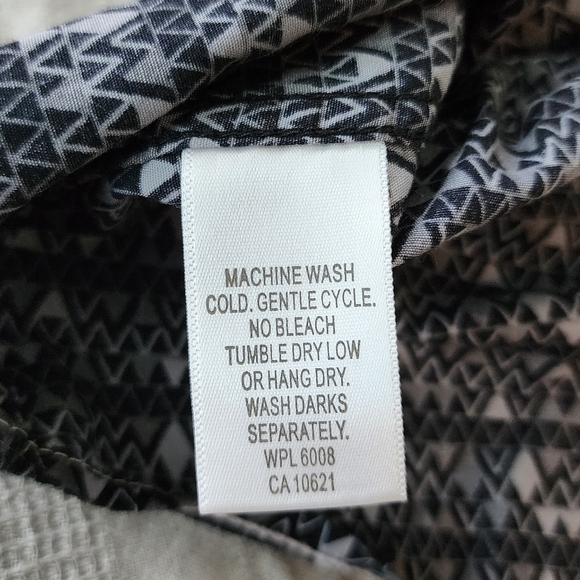 MACHINE WASH
COLD. GENTLE CYCLE.
NO BLEACH
TUMBLE DRY LOW
OR HANG DRY.
WASH DARKS
SEPARATELY.
WPL 6008
CA 10621